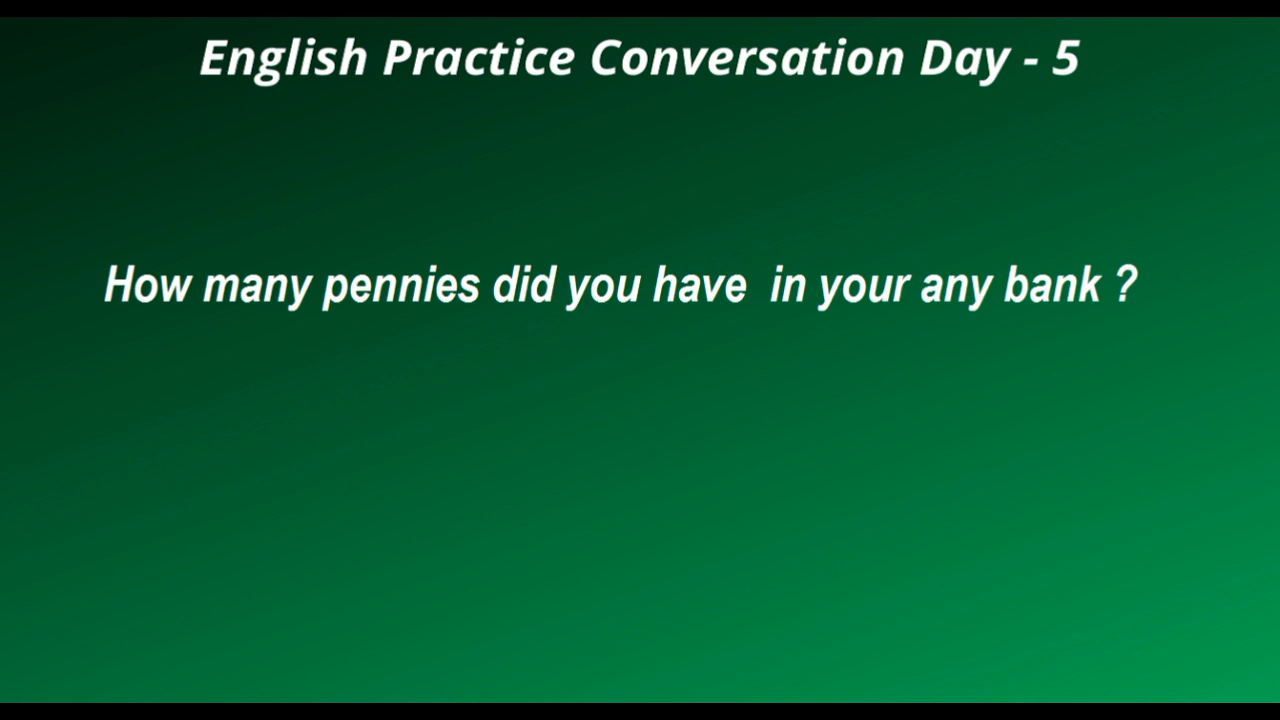 English Practice Conversation Day - 5
How many pennies did you have in your any bank ?